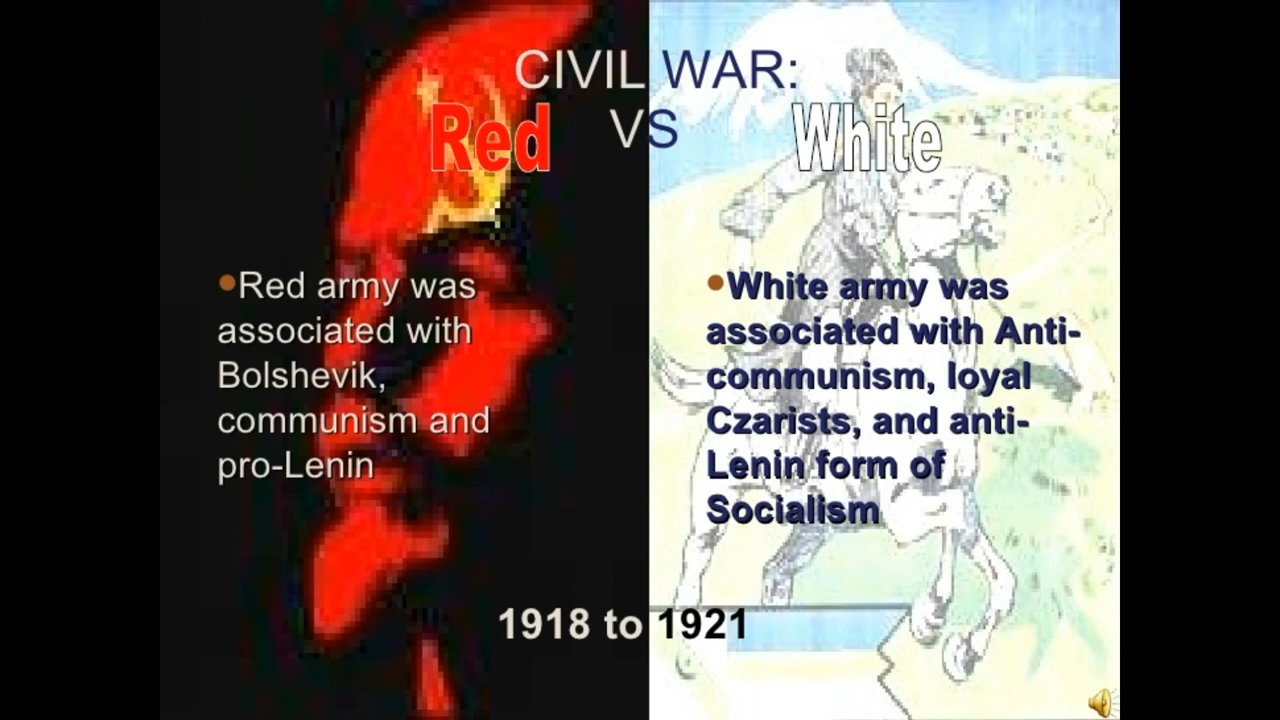 CIVIL WAR:
Red VS White
•Red army was
associated with
Bolshevik,
communism and
pro-Lenin
•White army was
associated with Anti-
communism, loyal
Czarists, and anti-
Lenin form of
Socialism
1918 to 1921